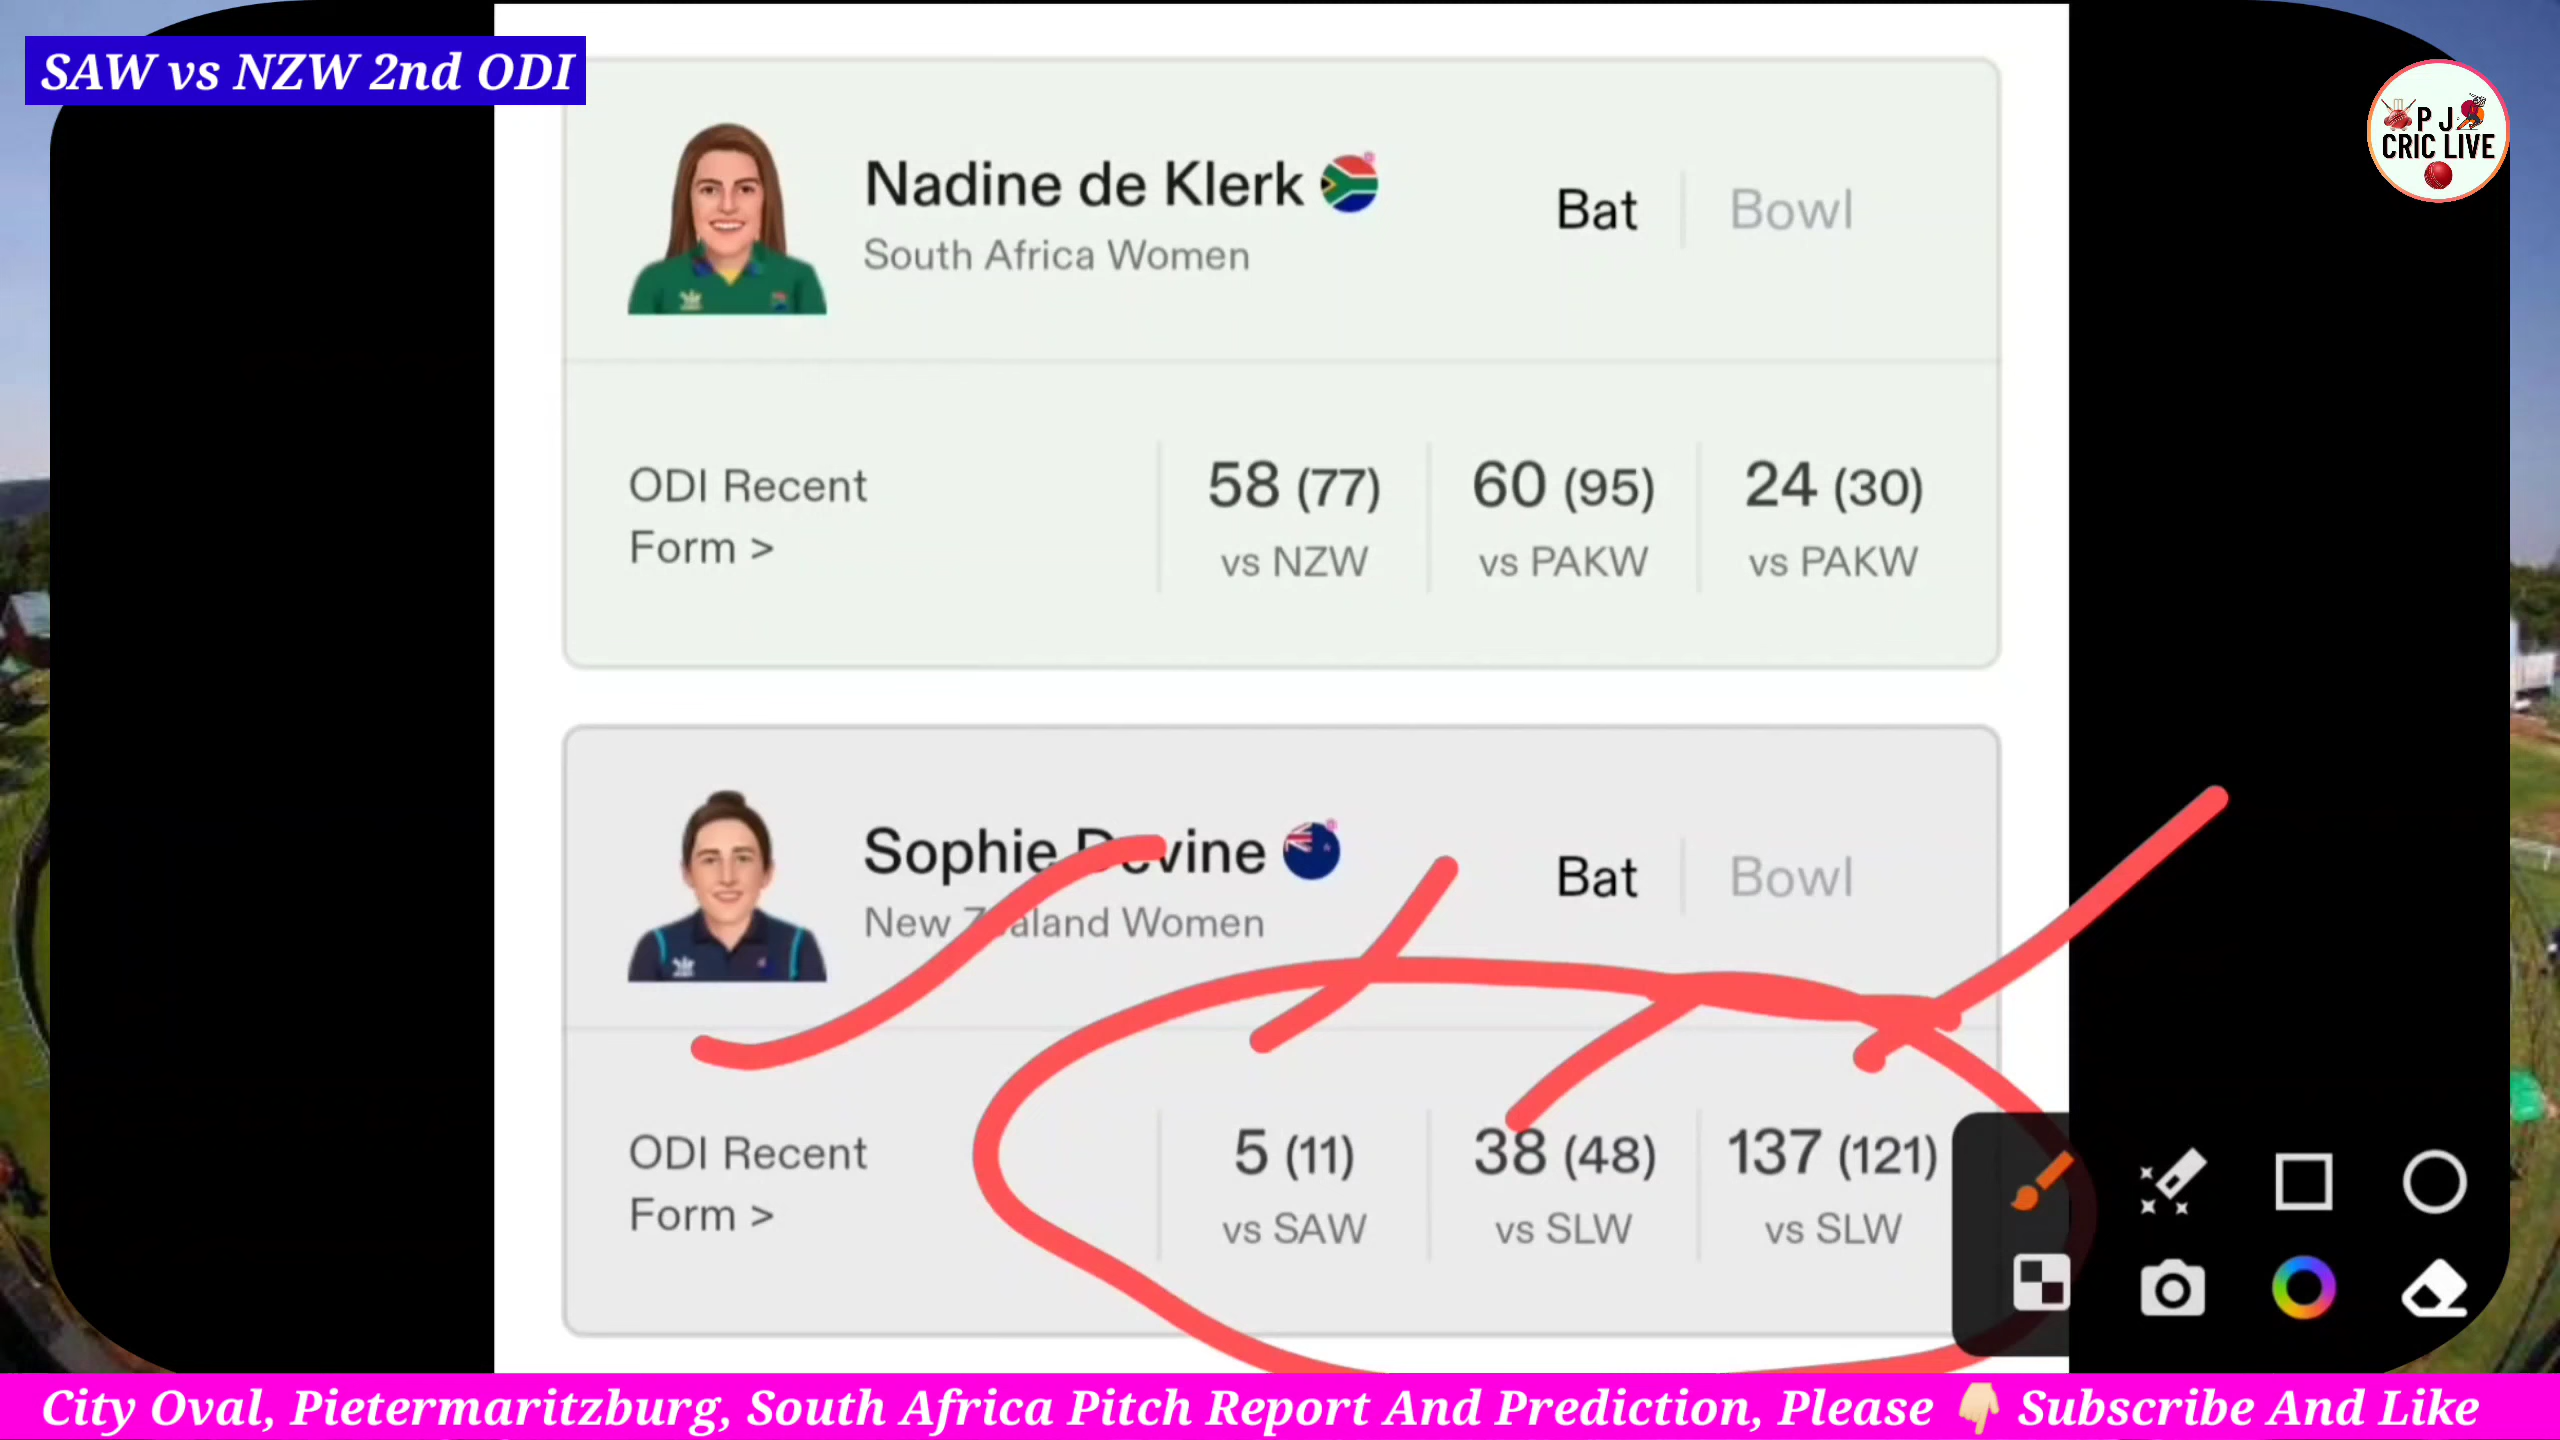 SAW vs NZW 2nd ODI
P J
CRIC LIVE
Nadine de Klerk
South Africa Women
Bat
Bowl
ODI Recent
Form >
58 (77)
vs NZW
60 (95)
vs PAKW
24 (30)
vs PAKW
Sophie Devine
New Zealand Women
Bat
Bowl
ODI Recent
Form >
5 (11)
vs SAW
38 (48)
vs SLW
137 (121)
vs SLW
City Oval, Pietermaritzburg, South Africa Pitch Report And Prediction, Please 👇🏼 Subscribe And Like